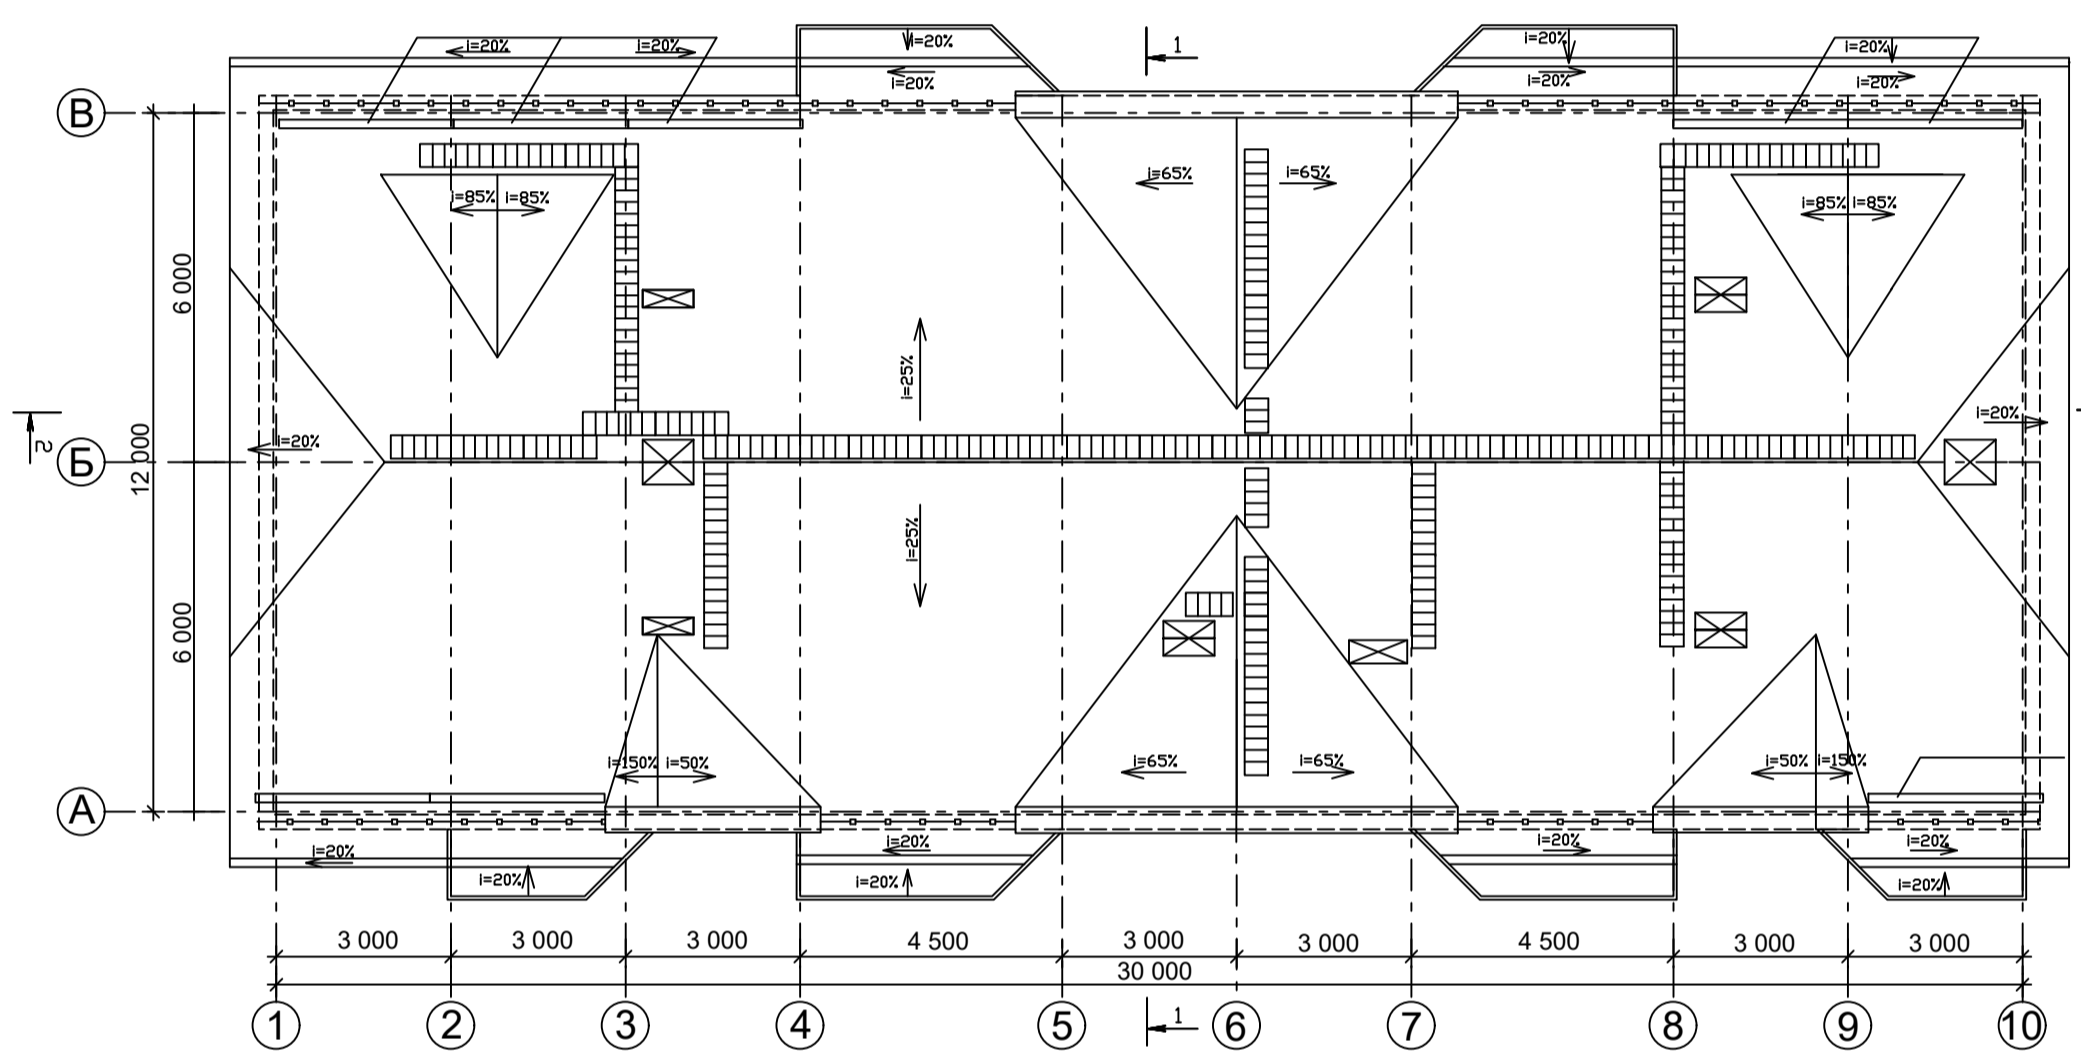 1
i=20% i=20% i=20% i=20% i=20%
i=20% i=20% i=20%
В
i=65% i=65%
i=85% i=85% i=85% i=85%
6 000
i=25%
2 i=20% i=20%
Б
12 000
i=25%
6 000
i=150% i=50% i=65% i=65% i=50% i=150%
А
i=20% i=20% i=20% i=20%
i=20% i=20% i=20%
3 000 3 000 3 000 4 500 3 000 3 000 4 500 3 000 3 000
30 000
1
1 2 3 4 5 6 7 8 9 10